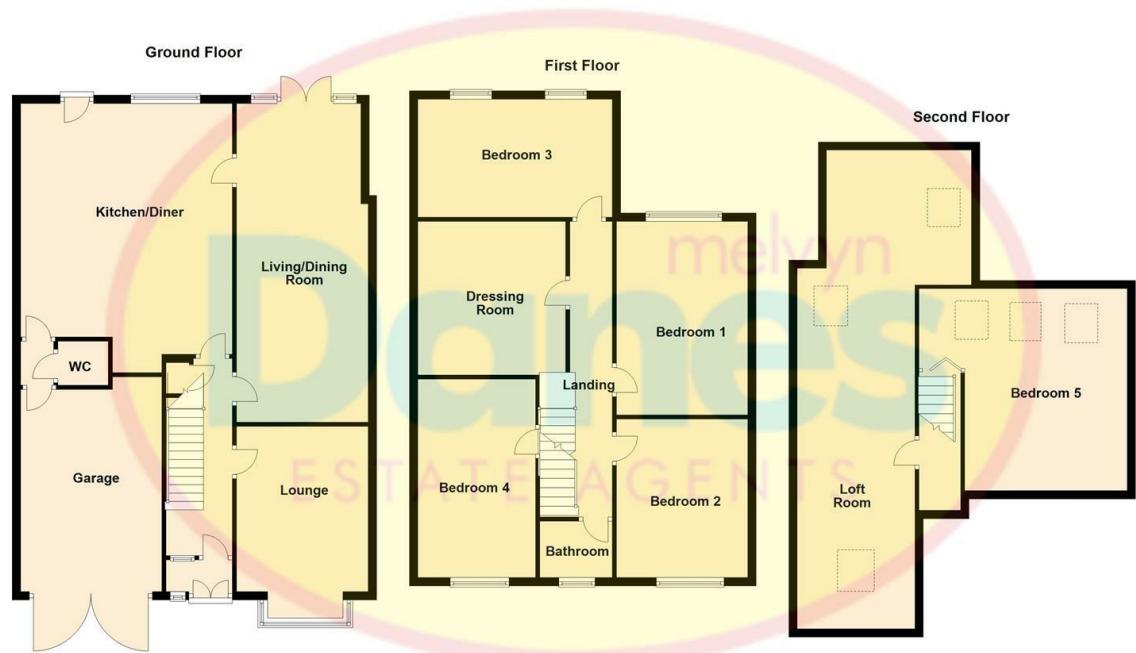 Ground Floor
Kitchen/Diner
Living/Dining
Room
WC
Garage
Lounge
First Floor
Bedroom 3
Dressing
Room
Bedroom 1
Landing
Bedroom 4
Bedroom 2
Bathroom
Second Floor
Bedroom 5
Loft
Room
melvyn
Danes
ESTATE AGENTS